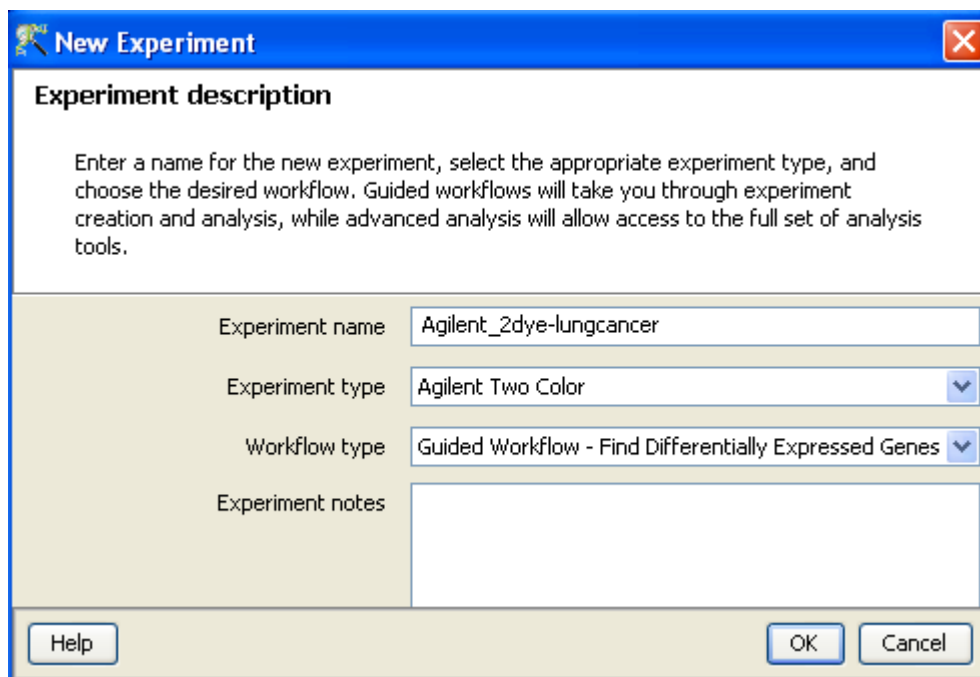 New Experiment
Experiment description
Enter a name for the new experiment, select the appropriate experiment type, and
choose the desired workflow. Guided workflows will take you through experiment
creation and analysis, while advanced analysis will allow access to the full set of analysis
tools.
Experiment name Agilent_2dye-lungcancer
Experiment type Agilent Two Color
Workflow type Guided Workflow - Find Differentially Expressed Genes
Experiment notes
Help OK Cancel